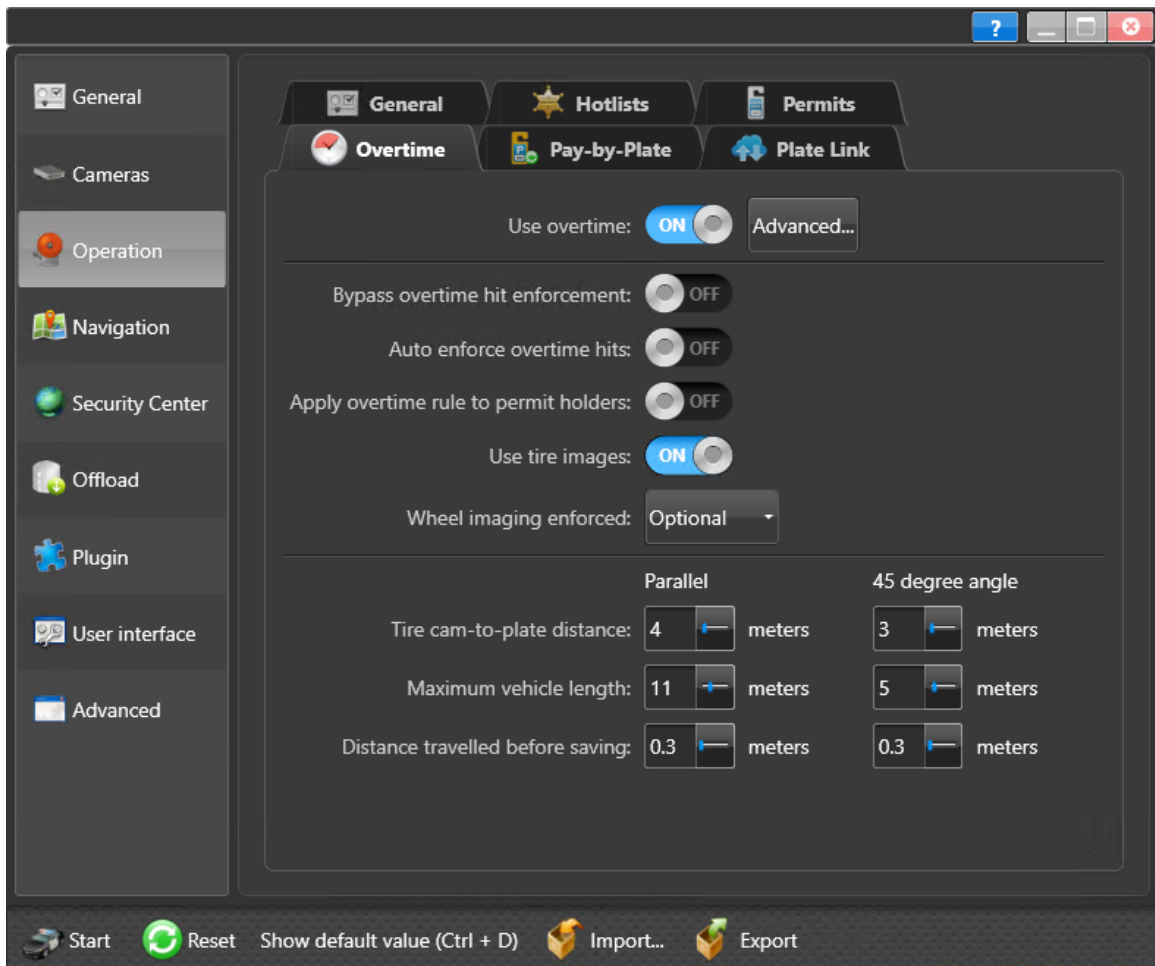 ?
General
Cameras
Operation
Navigation
Security Center
Offload
Plugin
User interface
Advanced
General Hotlists Permits
Overtime Pay-by-Plate Plate Link
Use overtime: ON Advanced...
Bypass overtime hit enforcement: OFF
Auto enforce overtime hits: OFF
Apply overtime rule to permit holders: OFF
Use tire images: ON
Wheel imaging enforced: Optional
Parallel 45 degree angle
Tire cam-to-plate distance: 4 meters 3 meters
Maximum vehicle length: 11 meters 5 meters
Distance travelled before saving: 0.3 meters 0.3 meters
Start Reset Show default value (Ctrl + D) Import... Export